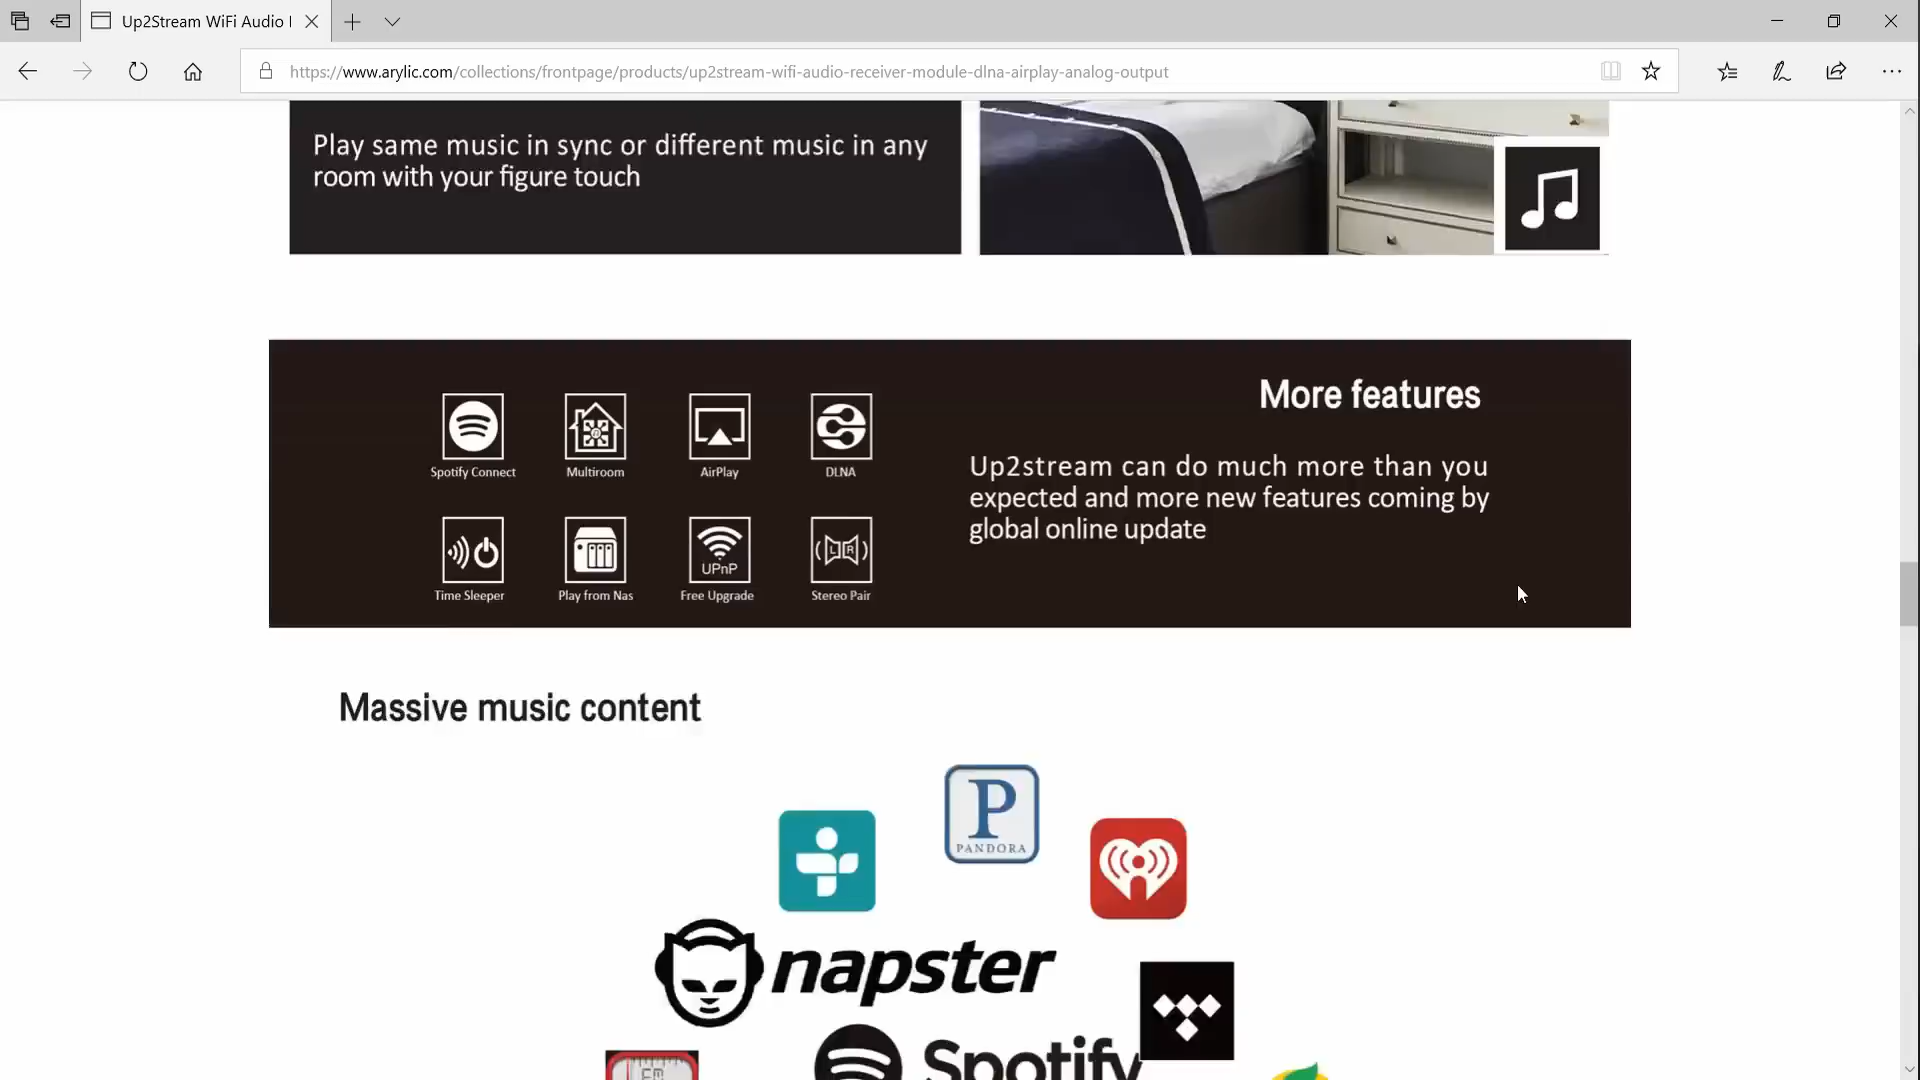 Up2Stream WiFi Audio
https://www.arylic.com/collections/frontpage/products/up2stream-wifi-audio-receiver-module-dlna-airplay-analog-output
Play same music in sync or different music in any
room with your figure touch
More features
Spotify Connect
Multiroom
AirPlay
DLNA
Up2stream can do much more than you
expected and more new features coming by
global online update
L R
UPnP
Time Sleeper
Play from Nas
Free Upgrade
Stereo Pair
Massive music content
P
PANDORA
napster
Spotify
FM